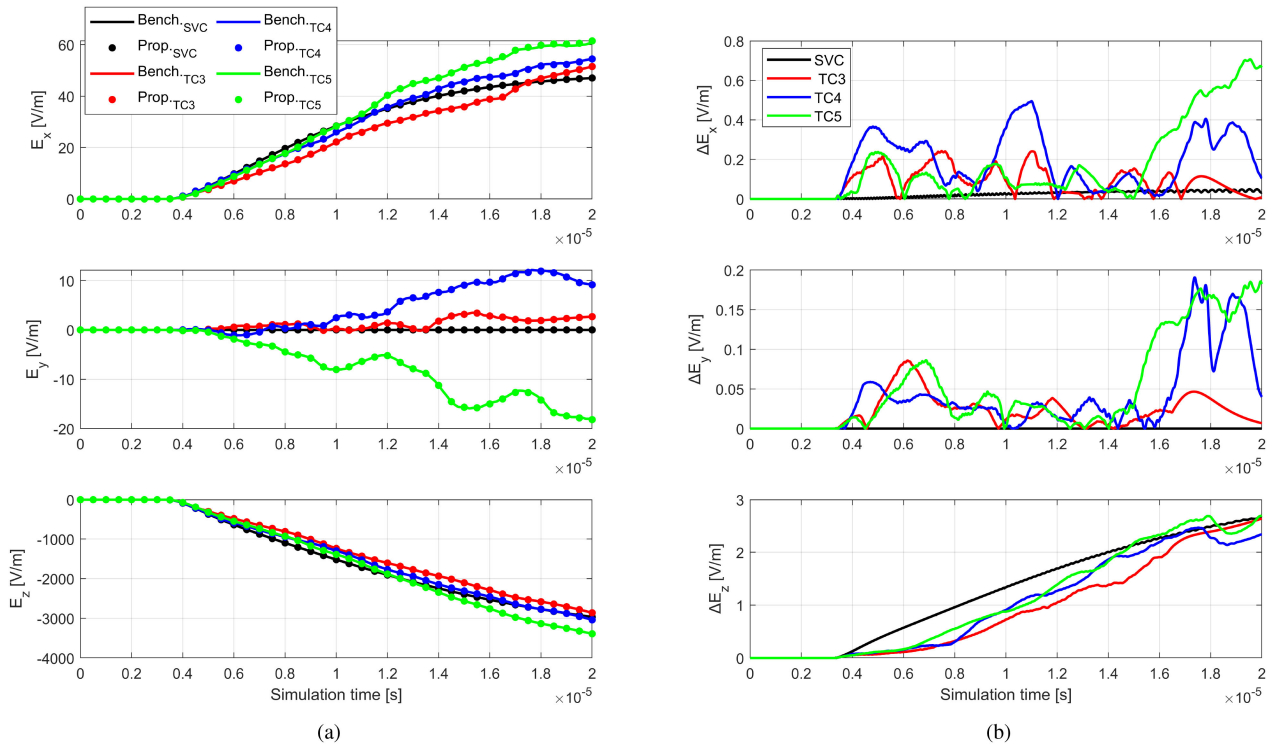 Bench.SVC
Prop.SVC
Bench.TC3
Prop.TC3
Bench.TC4
Prop.TC4
Bench.TC5
Prop.TC5
60
40
20
0
Ex [V/m]
0 0.2 0.4 0.6 0.8 1.0 1.2 1.4 1.6 1.8 2
×10-5
10
0
-10
-20
Ey [V/m]
0 0.2 0.4 0.6 0.8 1.0 1.2 1.4 1.6 1.8 2
×10-5
0
-1000
-2000
-3000
-4000
Ez [V/m]
0 0.2 0.4 0.6 0.8 1.0 1.2 1.4 1.6 1.8 2
Simulation time [s]
×10-5
(a)
SVC
TC3
TC4
TC5
0.8
0.6
0.4
0.2
0
ΔEx [V/m]
0 0.2 0.4 0.6 0.8 1.0 1.2 1.4 1.6 1.8 2
×10-5
0.2
0.15
0.1
0.05
0
ΔEy [V/m]
0 0.2 0.4 0.6 0.8 1.0 1.2 1.4 1.6 1.8 2
×10-5
3
2
1
0
ΔEz [V/m]
0 0.2 0.4 0.6 0.8 1.0 1.2 1.4 1.6 1.8 2
Simulation time [s]
×10-5
(b)